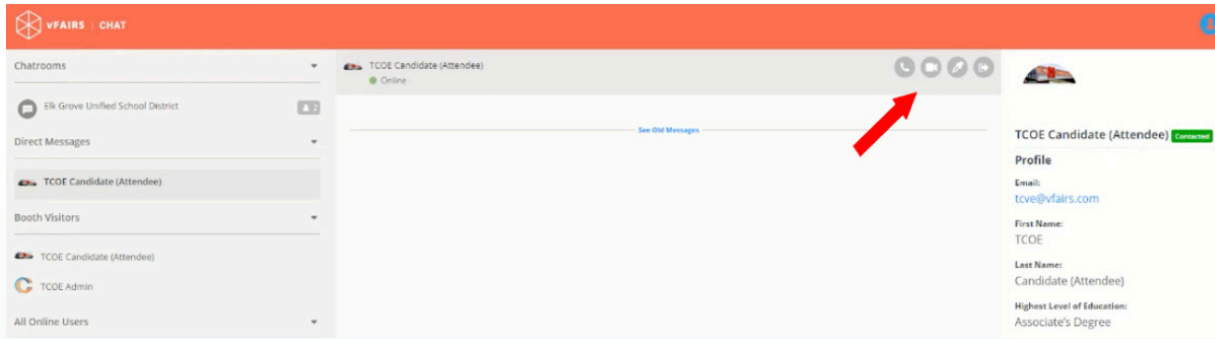 vFAIRS | CHAT
Chatrooms
Elk Grove Unified School District
2
Direct Messages
TCOE Candidate (Attendee)
Booth Visitors
TCOE Candidate (Attendee)
TCOE Admin
All Online Users
TCOE Candidate (Attendee)
Online
See Old Messages
TCOE Candidate (Attendee) Contacted
Profile
Email:
tcve@vfairs.com
First Name:
TCOE
Last Name:
Candidate (Attendee)
Highest Level of Education:
Associate's Degree